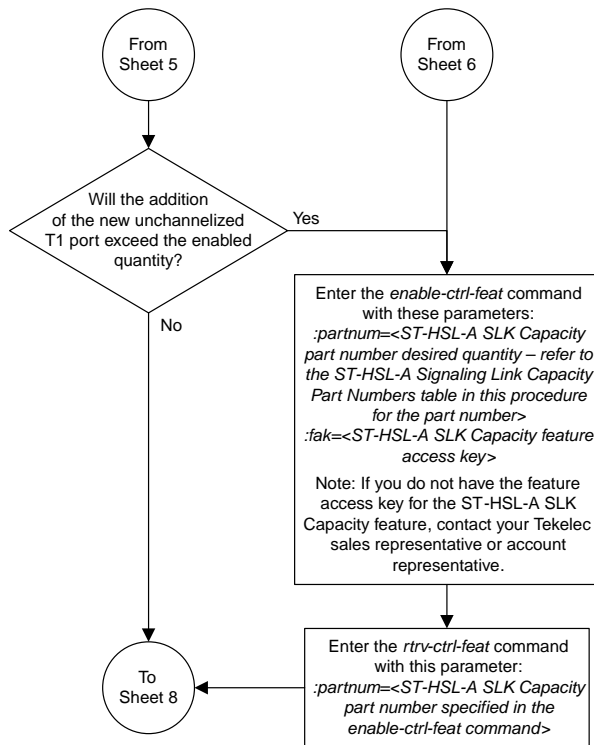 From
Sheet 5
From
Sheet 6
Will the addition
of the new unchannelized
T1 port exceed the enabled
quantity?
Yes
No
Enter the enable-ctrl-feat command
with these parameters:
:partnum=<ST-HSL-A SLK Capacity
part number desired quantity – refer to
the ST-HSL-A Signaling Link Capacity
Part Numbers table in this procedure
for the part number>
:fak=<ST-HSL-A SLK Capacity feature
access key>
Note: If you do not have the feature
access key for the ST-HSL-A SLK
Capacity feature, contact your Tekelec
sales representative or account
representative.
Enter the rtrv-ctrl-feat command
with this parameter:
:partnum=<ST-HSL-A SLK Capacity
part number specified in the
enable-ctrl-feat command>
To
Sheet 8